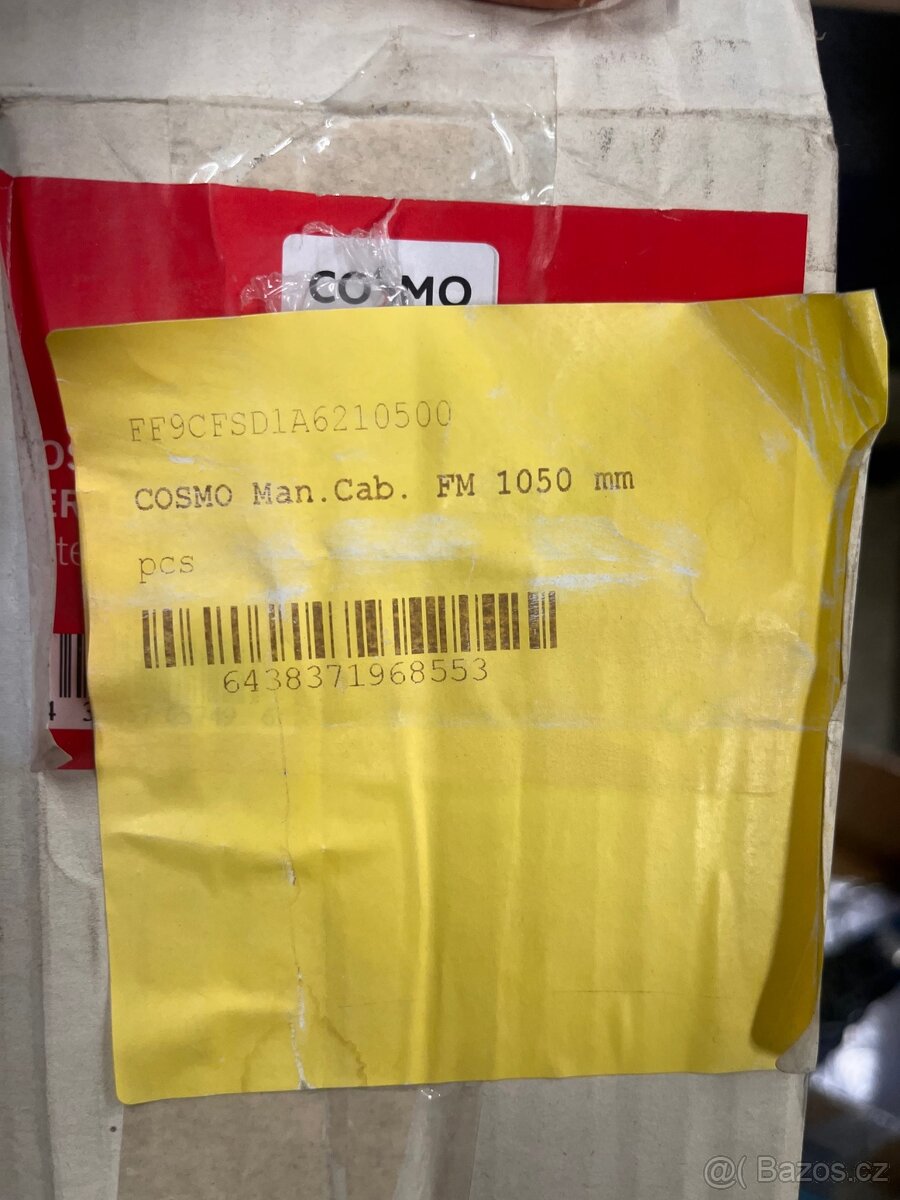 COSMO
FF9CFSD1A6210500
COSMO Man.Cab. FM 1050 mm
pcs
6438371968553
@( Bazos.cz